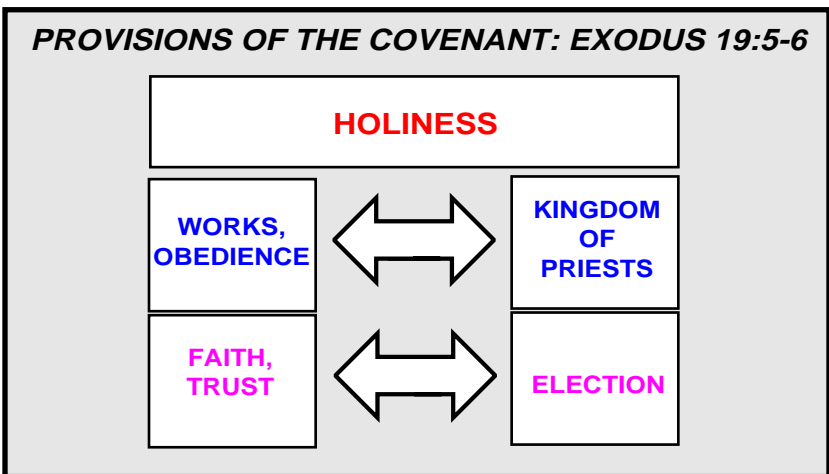 PROVISIONS OF THE COVENANT: EXODUS 19:5-6
HOLINESS
WORKS,
OBEDIENCE
KINGDOM
OF
PRIESTS
FAITH,
TRUST
ELECTION